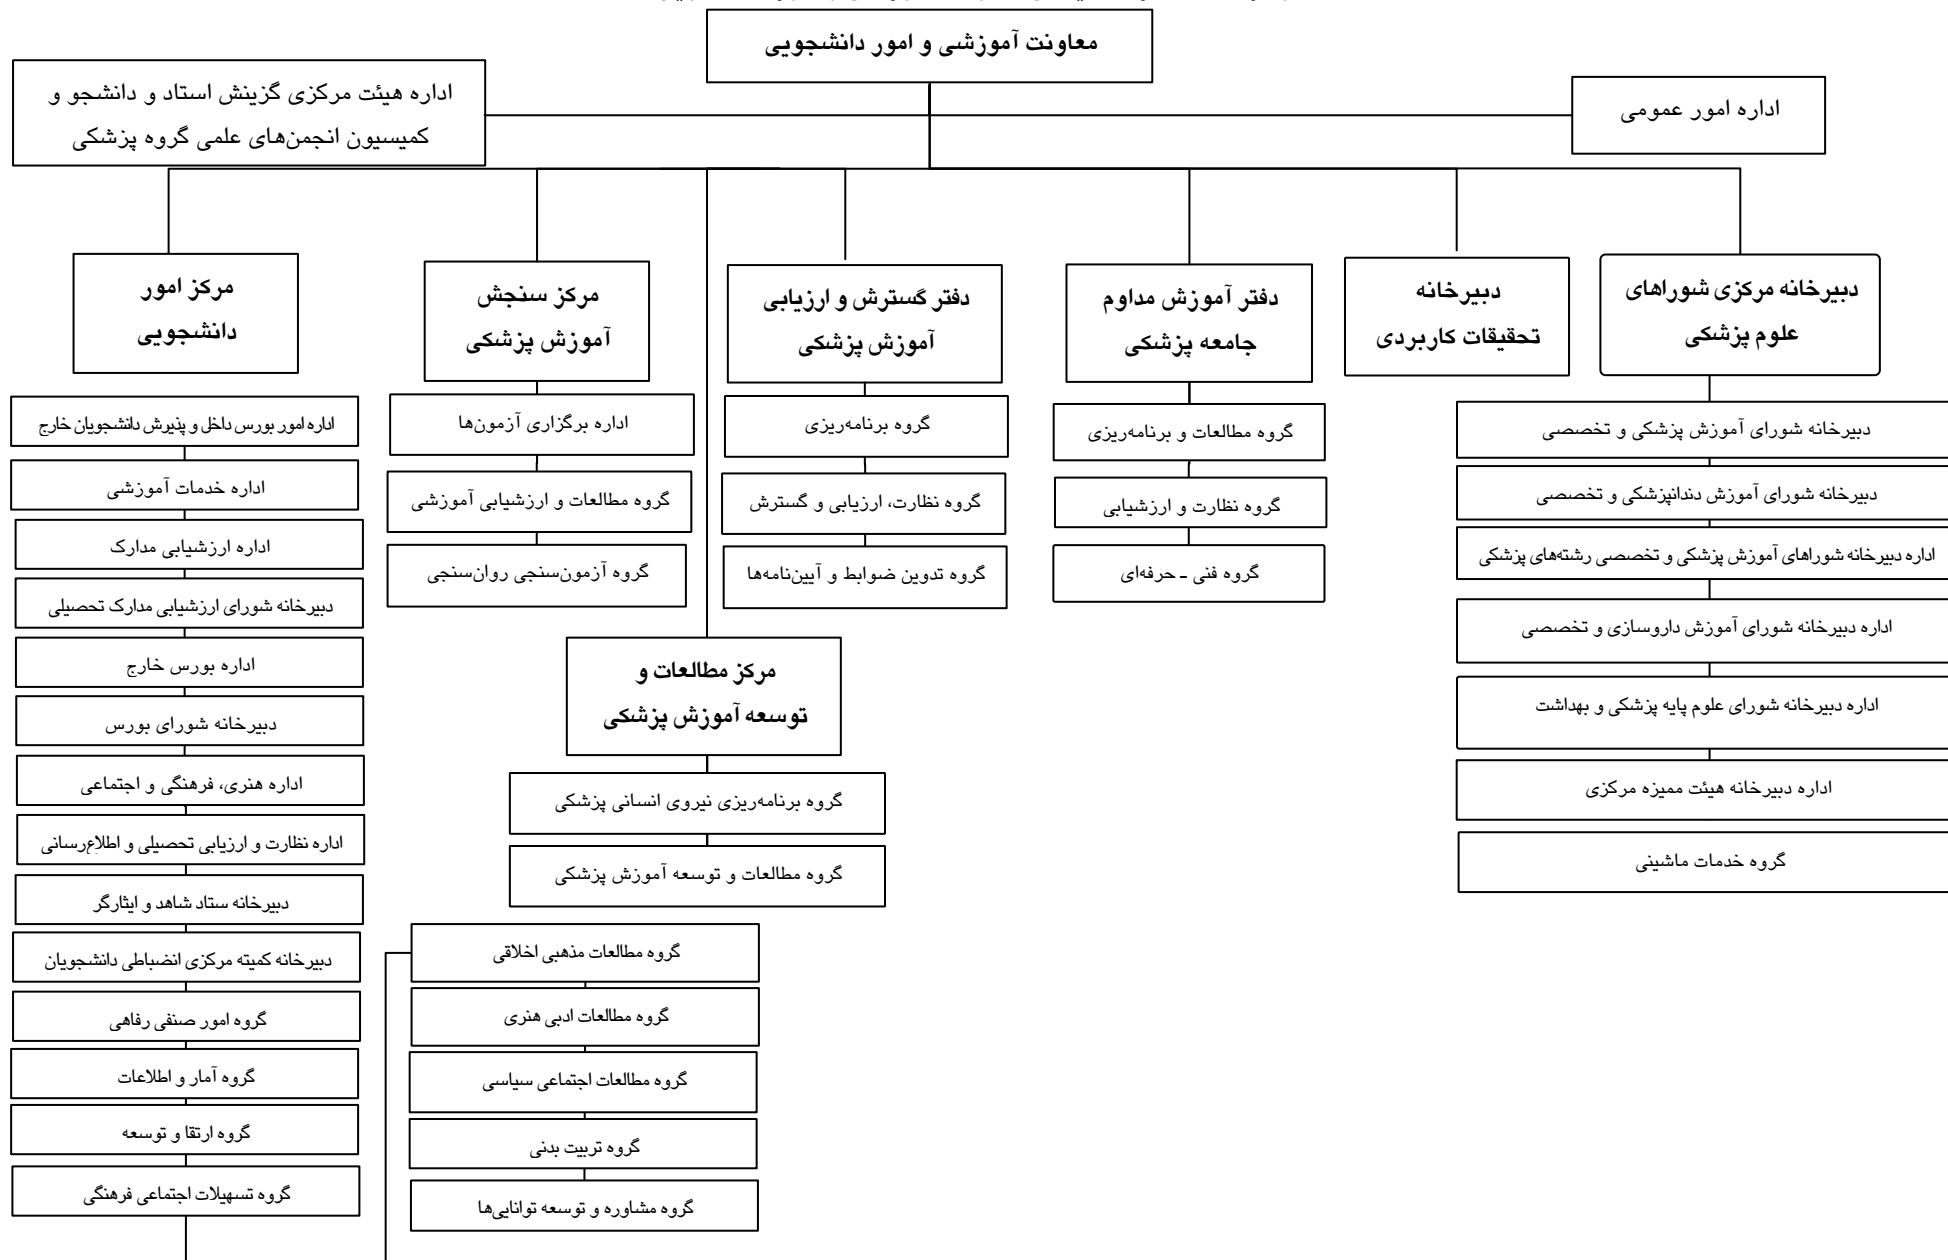 معاونت آموزشی و امور دانشجویی
اداره امور عمومی
اداره هیئت مرکزی گزینش استاد و دانشجو و
کمیسیون انجمن‌های علمی گروه پزشکی
دبیرخانه مرکزی شوراهای
علوم پزشکی
دبیرخانه شورای آموزش پزشکی و تخصصی
دبیرخانه شورای آموزش دندانپزشکی و تخصصی
اداره دبیرخانه شوراهای آموزش پزشکی و تخصصی رشته‌های پزشکی
اداره دبیرخانه شورای آموزش داروسازی و تخصصی
اداره دبیرخانه شورای علوم پایه پزشکی و بهداشت
اداره دبیرخانه هیئت ممیزه مرکزی
گروه خدمات ماشینی
دبیرخانه
تحقیقات کاربردی
دفتر آموزش مداوم
جامعه پزشکی
گروه مطالعات و برنامه‌ریزی
گروه نظارت و ارزشیابی
گروه فنی ـ حرفه‌ای
دفتر گسترش و ارزیابی
آموزش پزشکی
گروه برنامه‌ریزی
گروه نظارت، ارزیابی و گسترش
گروه تدوین ضوابط و آیین‌نامه‌ها
مرکز مطالعات و
توسعه آموزش پزشکی
گروه برنامه‌ریزی نیروی انسانی پزشکی
گروه مطالعات و توسعه آموزش پزشکی
مرکز سنجش
آموزش پزشکی
اداره برگزاری آزمون‌ها
گروه مطالعات و ارزشیابی آموزشی
گروه آزمون‌سنجی روان‌سنجی
مرکز امور
دانشجویی
اداره امور بورس داخل و پذیرش دانشجویان خارج
اداره خدمات آموزشی
اداره ارزشیابی مدارک
دبیرخانه شورای ارزشیابی مدارک تحصیلی
اداره بورس خارج
دبیرخانه شورای بورس
اداره هنری، فرهنگی و اجتماعی
اداره نظارت و ارزیابی تحصیلی و اطلاع‌رسانی
دبیرخانه ستاد شاهد و ایثارگر
دبیرخانه کمیته مرکزی انضباطی دانشجویان
گروه امور صنفی رفاهی
گروه آمار و اطلاعات
گروه ارتقا و توسعه
گروه تسهیلات اجتماعی فرهنگی
گروه مطالعات مذهبی اخلاقی
گروه مطالعات ادبی هنری
گروه مطالعات اجتماعی سیاسی
گروه تربیت بدنی
گروه مشاوره و توسعه توانایی‌ها